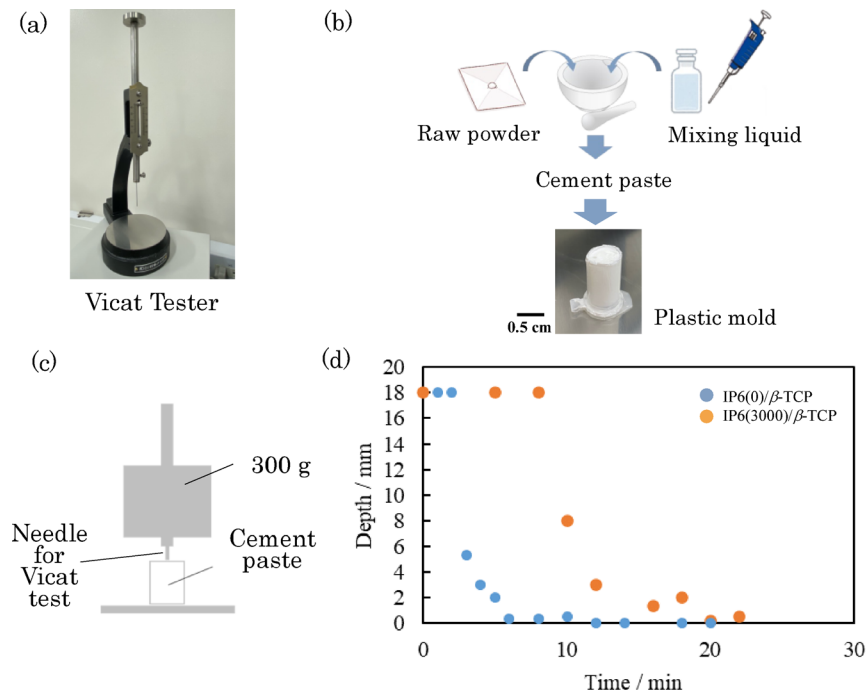 (a)
Vicat Tester
(b)
Raw powder
Mixing liquid
Cement paste
0.5 cm
Plastic mold
(c)
300 g
Needle
for
Vicat
test
Cement
paste
(d)
Depth / mm
20
18
16
14
12
10
8
6
4
2
0
IP6(0)/β-TCP
IP6(3000)/β-TCP
0
10
20
30
Time / min